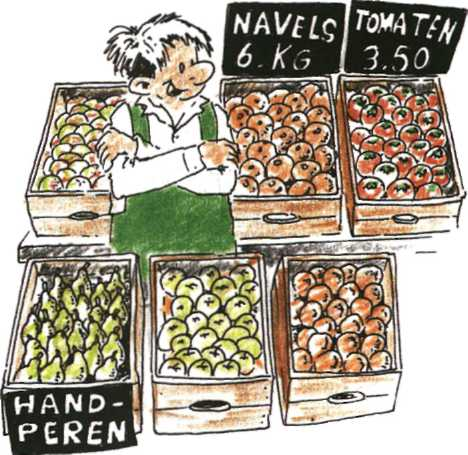 NAVELS
6. KG
TOMATEN
3.50
HAND-
PEREN